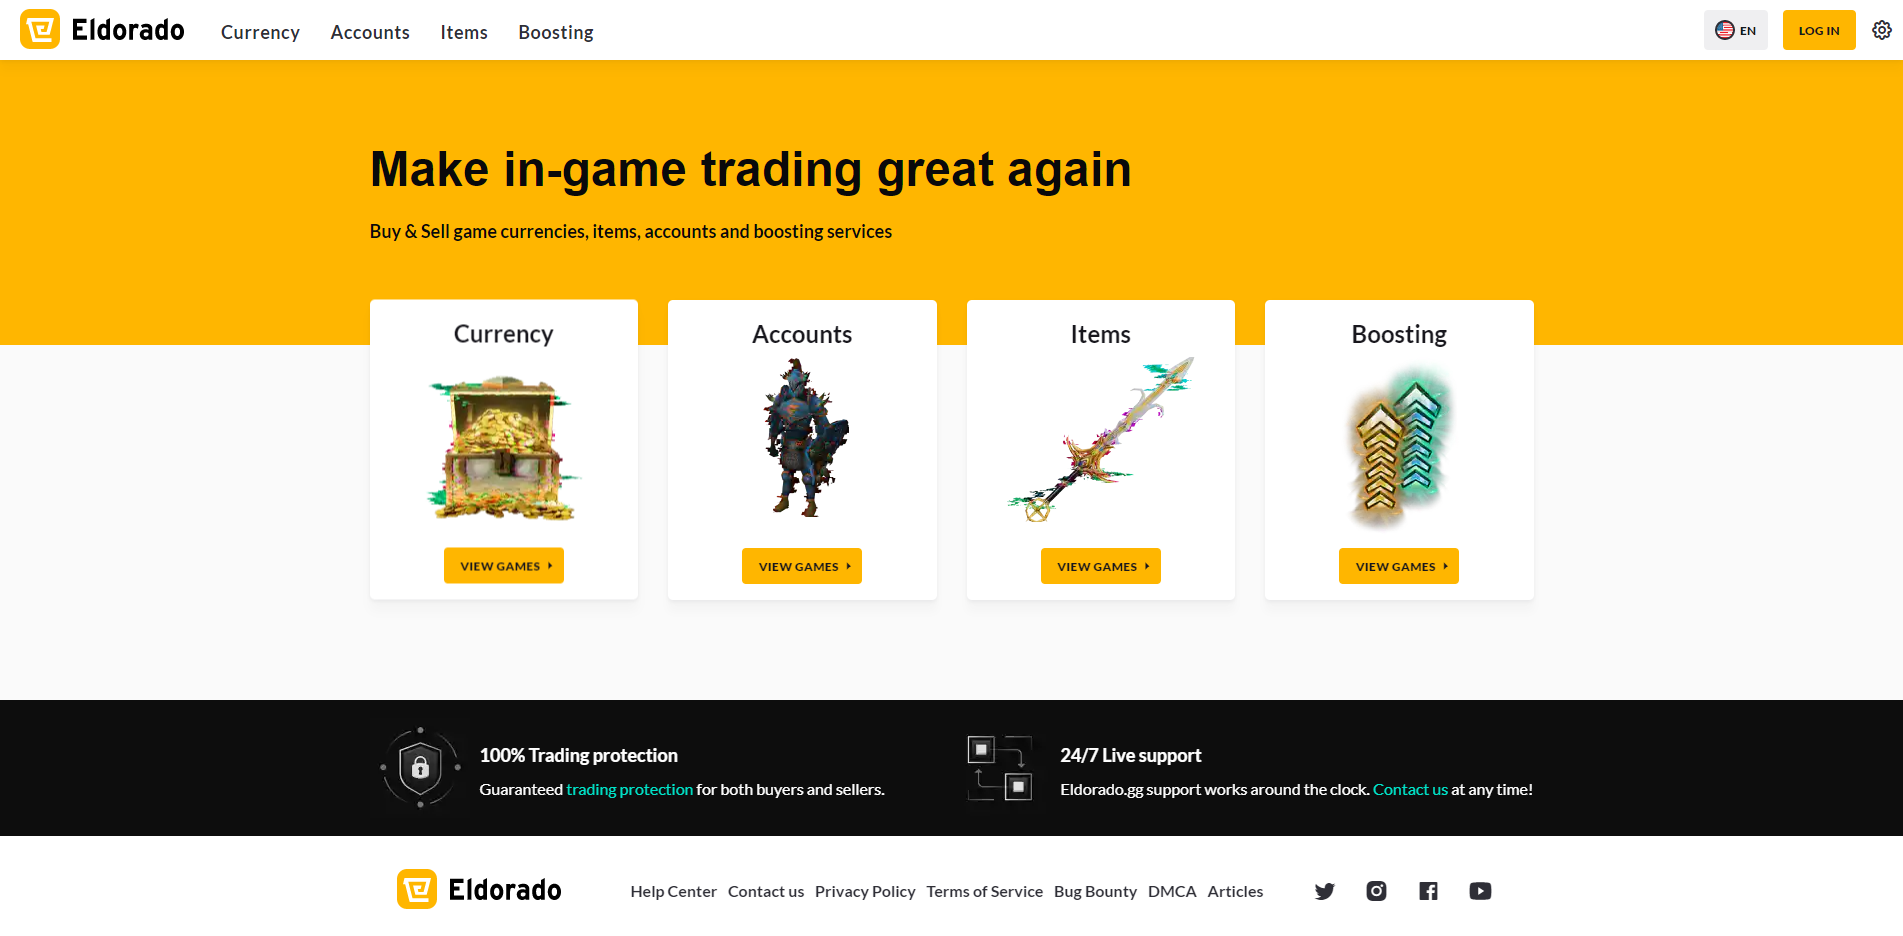 Eldorado Currency Accounts Items Boosting EN LOG IN
Make in-game trading great again
Buy & Sell game currencies, items, accounts and boosting services
Currency Accounts Items Boosting
VIEW GAMES VIEW GAMES VIEW GAMES VIEW GAMES
100% Trading protection
Guaranteed trading protection for both buyers and sellers.
24/7 Live support
Eldorado.gg support works around the clock. Contact us at any time!
Eldorado Help Center Contact us Privacy Policy Terms of Service Bug Bounty DMCA Articles